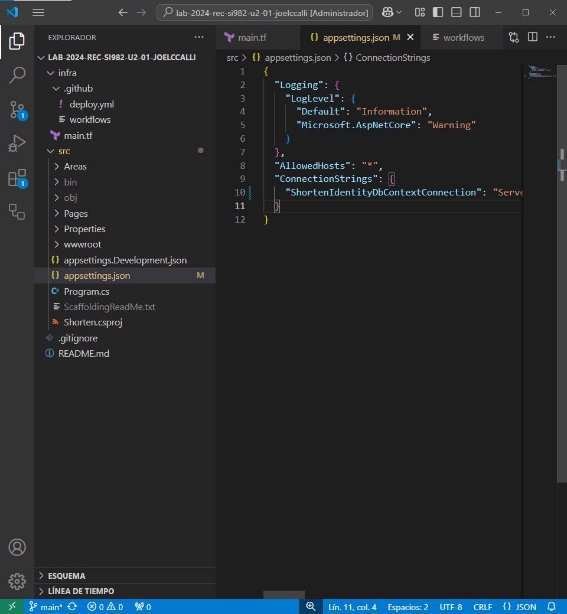 lab-2024-rec-si982-u2-01-joelccalli [Administrador]
EXPLORADOR
main.tf
appsettings.json M
workflows
src > {} appsettings.json > {} ConnectionStrings
LAB-2024-REC-SI982-U2-01-JOELCCALLI
infra
.github
deploy.yml
workflows
main.tf
src
Areas
bin
obj
Pages
Properties
wwwroot
appsettings.Development.json
appsettings.json M
Program.cs
ScaffoldingReadMe.txt
Shorten.csproj
.gitignore
README.md
1 {
2 "Logging": {
3 "LogLevel": {
4 "Default": "Information",
5 "Microsoft.AspNetCore": "Warning"
6 }
7 },
8 "AllowedHosts": "*",
9 "ConnectionStrings": {
10 "ShortenIdentityDbContextConnection": "Serve
11 }
12 }
1
1
ESQUEMA
LÍNEA DE TIEMPO
main* 0 0 0 Lín. 11, col. 4 Espacios: 2 UTF-8 CRLF {} JSON